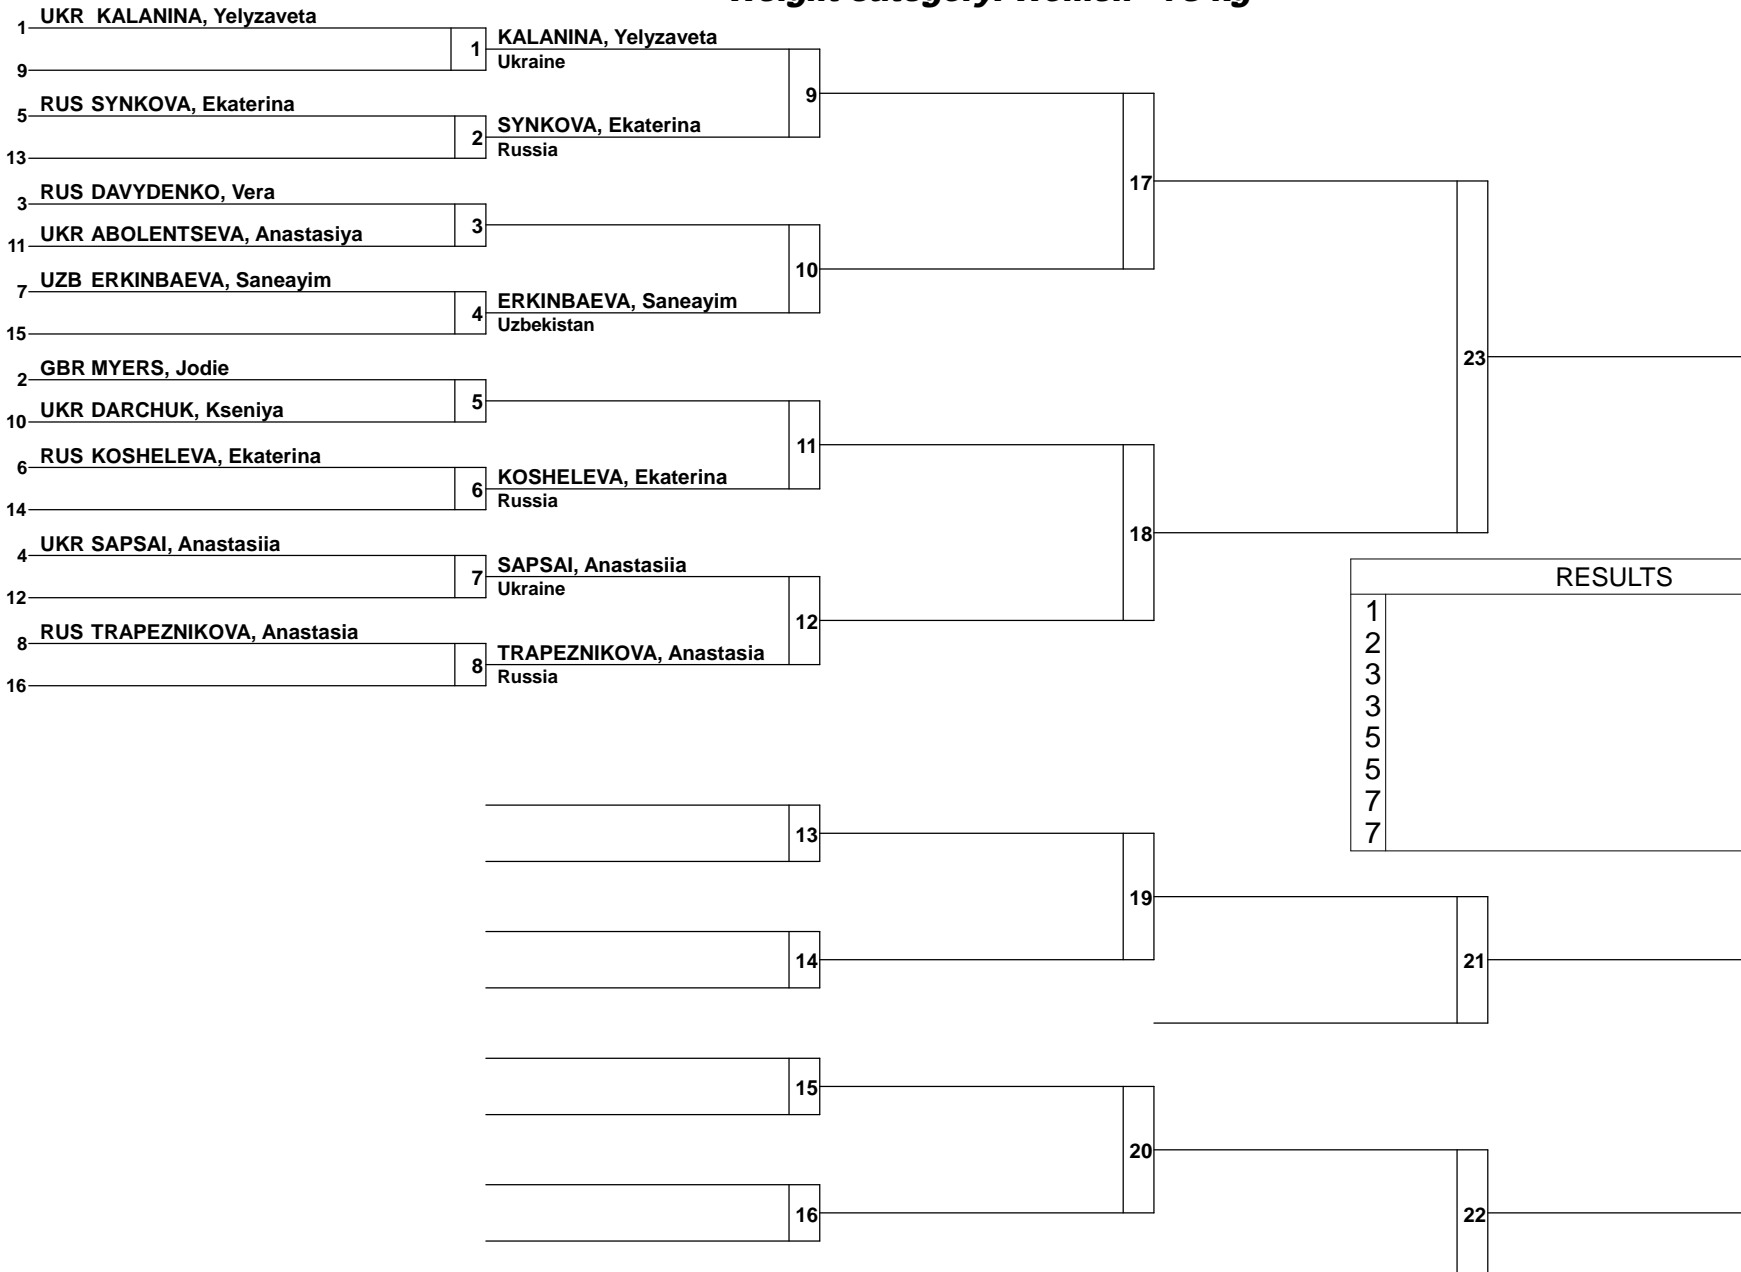 1 UKR KALANINA, Yelyzaveta
9
1 KALANINA, Yelyzaveta
Ukraine
5 RUS SYNKOVA, Ekaterina
13
2 SYNKOVA, Ekaterina
Russia
9
3 RUS DAVYDENKO, Vera
11 UKR ABOLENTSEVA, Anastasiya
3
7 UZB ERKINBAEVA, Saneayim
15
4 ERKINBAEVA, Saneayim
Uzbekistan
10
17
2 GBR MYERS, Jodie
10 UKR DARCHUK, Kseniya
5
6 RUS KOSHELEVA, Ekaterina
14
6 KOSHELEVA, Ekaterina
Russia
11
4 UKR SAPSAI, Anastasiia
12
7 SAPSAI, Anastasiia
Ukraine
8 RUS TRAPEZNIKOVA, Anastasia
16
8 TRAPEZNIKOVA, Anastasia
Russia
12
18
23
RESULTS
1
2
3
3
5
5
7
7
13
14
19
21
15
16
20
22